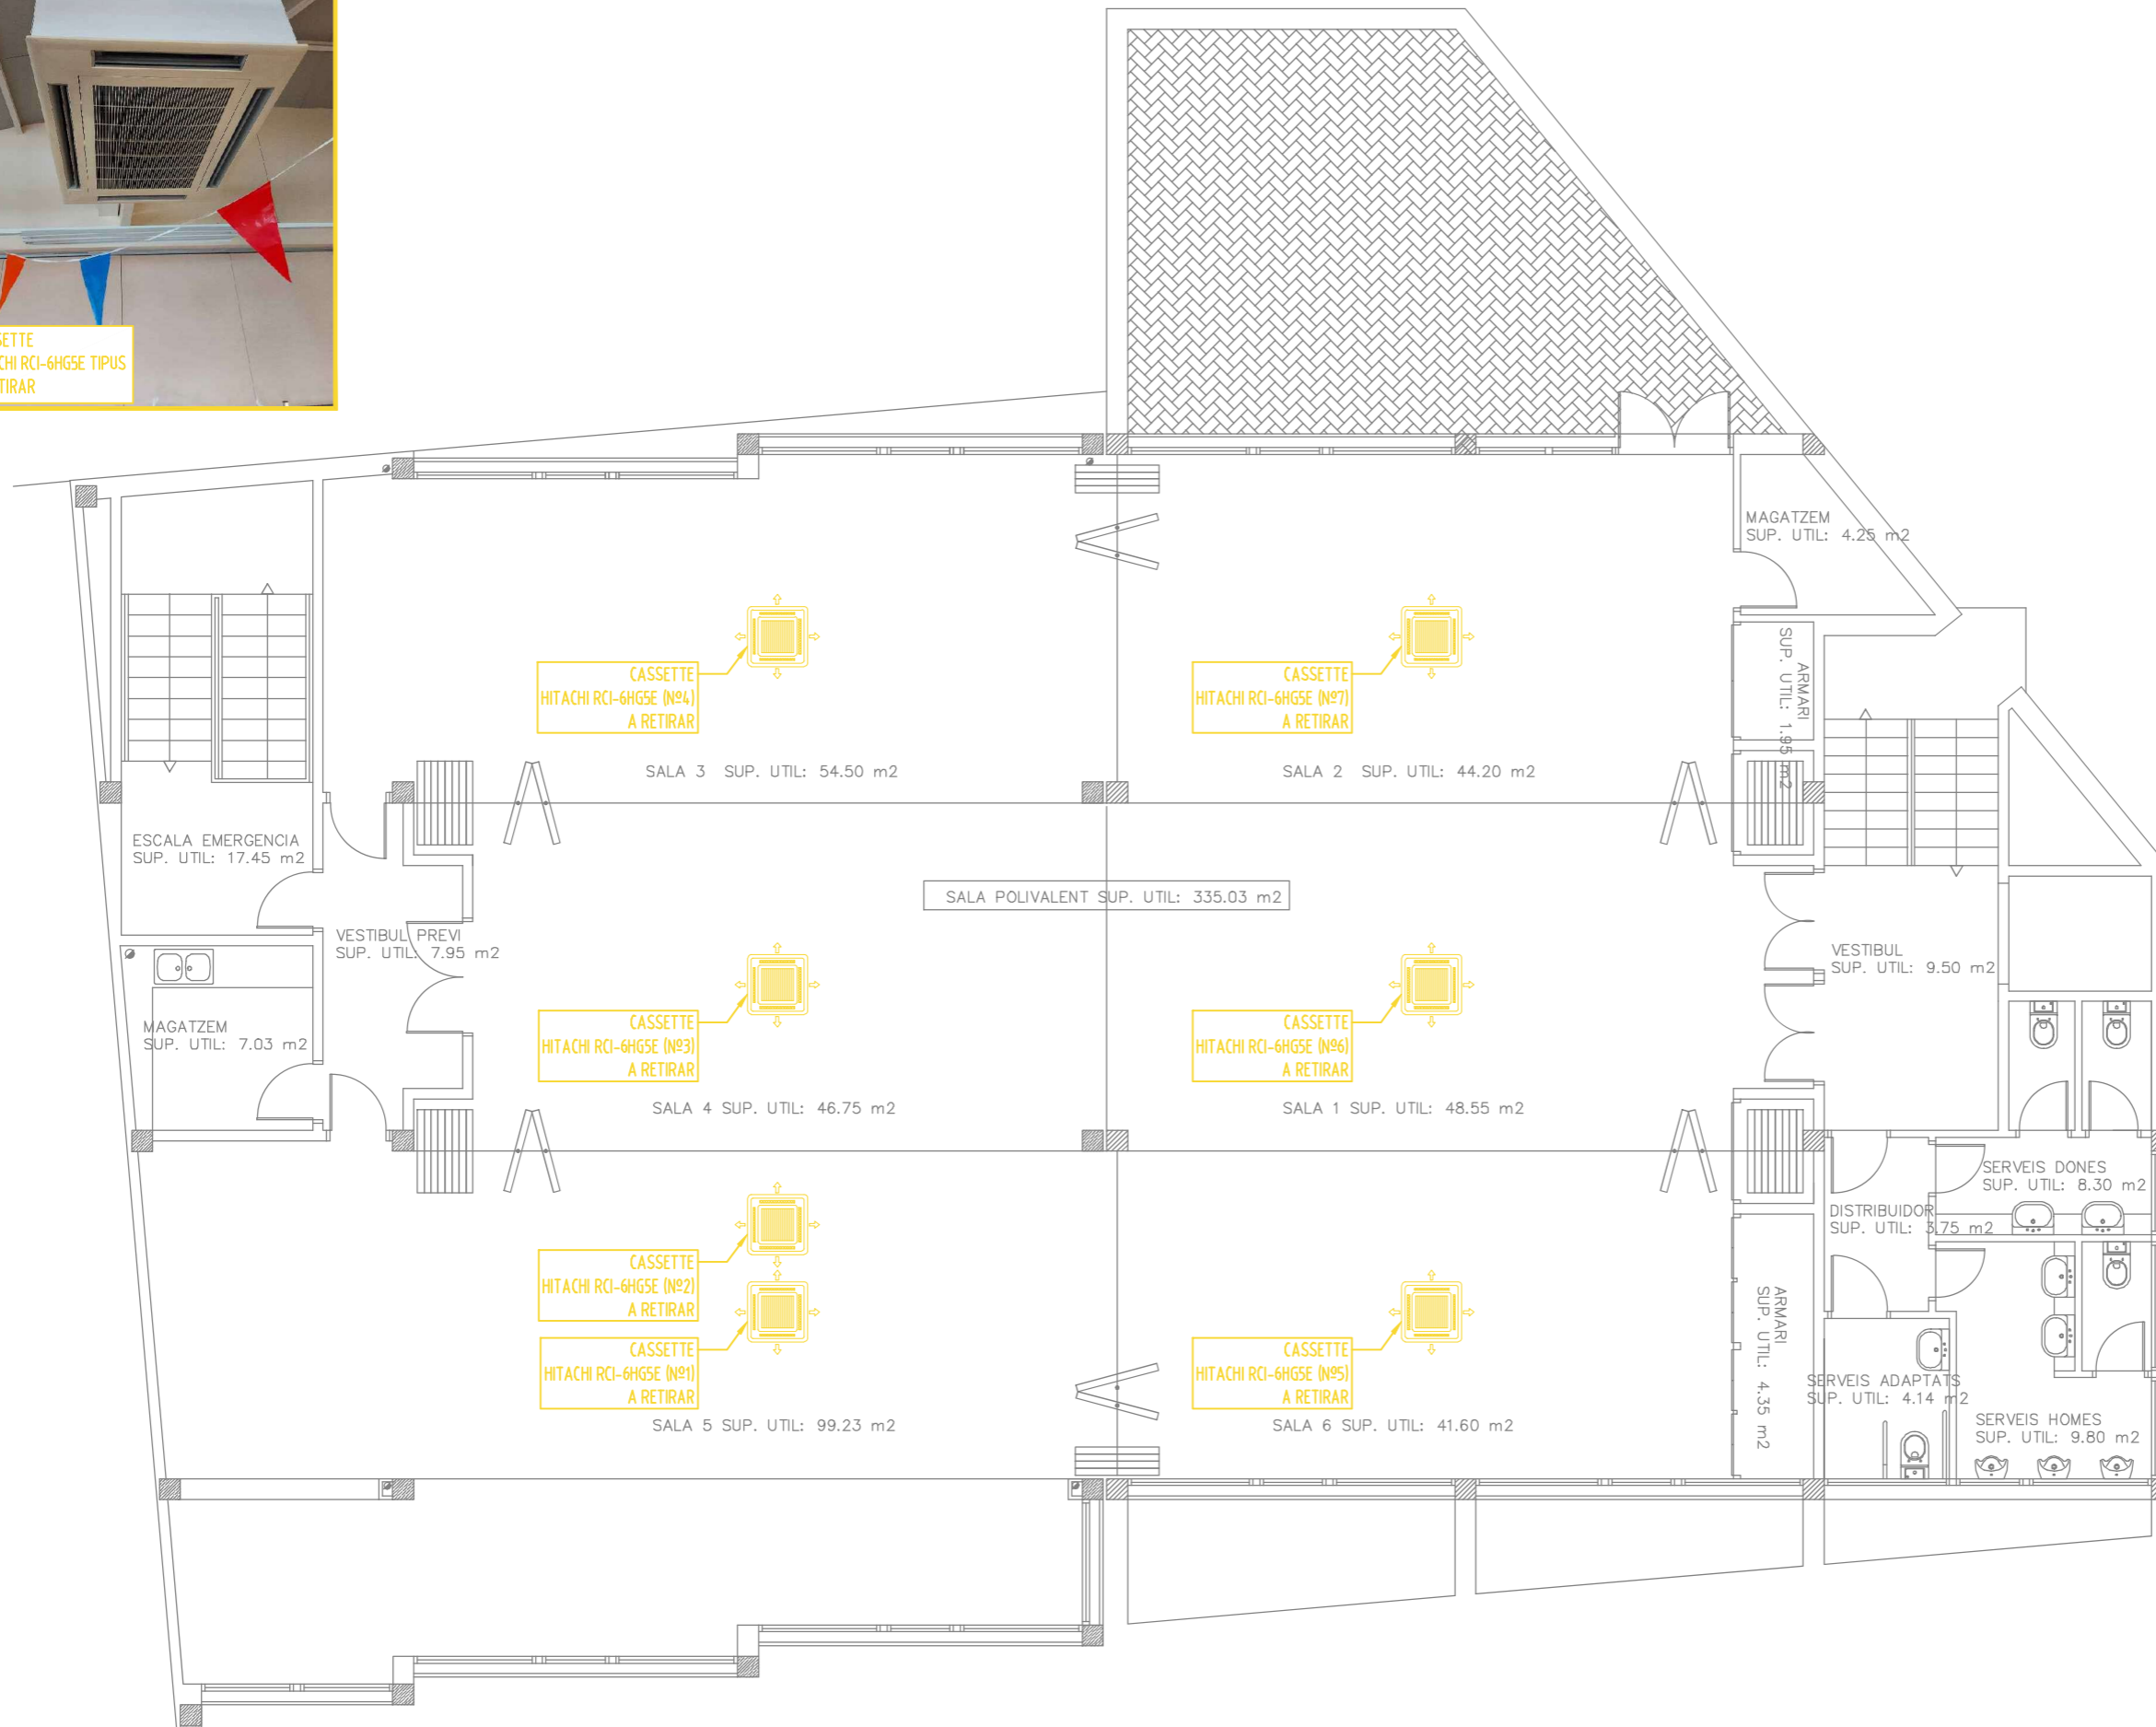 CHI RCI-6HG5E TIPUS
MAGATZEM
SUP. UTIL: 4.25 m2
ARMARI
SUP. UTIL: 1.95 m2
CASSETTE
HITACHI RCI-6HG5E (Nº4)
A RETIRAR
CASSETTE
HITACHI RCI-6HG5E (Nº7)
A RETIRAR
SALA 3 SUP. UTIL: 54.50 m2
SALA 2 SUP. UTIL: 44.20 m2
ESCALA EMERGENCIA
SUP. UTIL: 17.45 m2
SALA POLIVALENT SUP. UTIL: 335.03 m2
VESTIBUL PREVI
SUP. UTIL: 7.95 m2
VESTIBUL
SUP. UTIL: 9.50 m2
MAGATZEM
SUP. UTIL: 7.03 m2
CASSETTE
HITACHI RCI-6HG5E (Nº3)
A RETIRAR
CASSETTE
HITACHI RCI-6HG5E (Nº6)
A RETIRAR
SALA 4 SUP. UTIL: 46.75 m2
SALA 1 SUP. UTIL: 48.55 m2
SERVEIS DONES
SUP. UTIL: 8.30 m2
DISTRIBUIDOR
SUP. UTIL: 3.75 m2
CASSETTE
HITACHI RCI-6HG5E (Nº2)
A RETIRAR
CASSETTE
HITACHI RCI-6HG5E (Nº1)
A RETIRAR
CASSETTE
HITACHI RCI-6HG5E (Nº5)
A RETIRAR
ARMARI
SUP. UTIL: 4.35 m2
SERVEIS ADAPTATS
SUP. UTIL: 4.14 m2
SALA 5 SUP. UTIL: 99.23 m2
SALA 6 SUP. UTIL: 41.60 m2
SERVEIS HOMES
SUP. UTIL: 9.80 m2